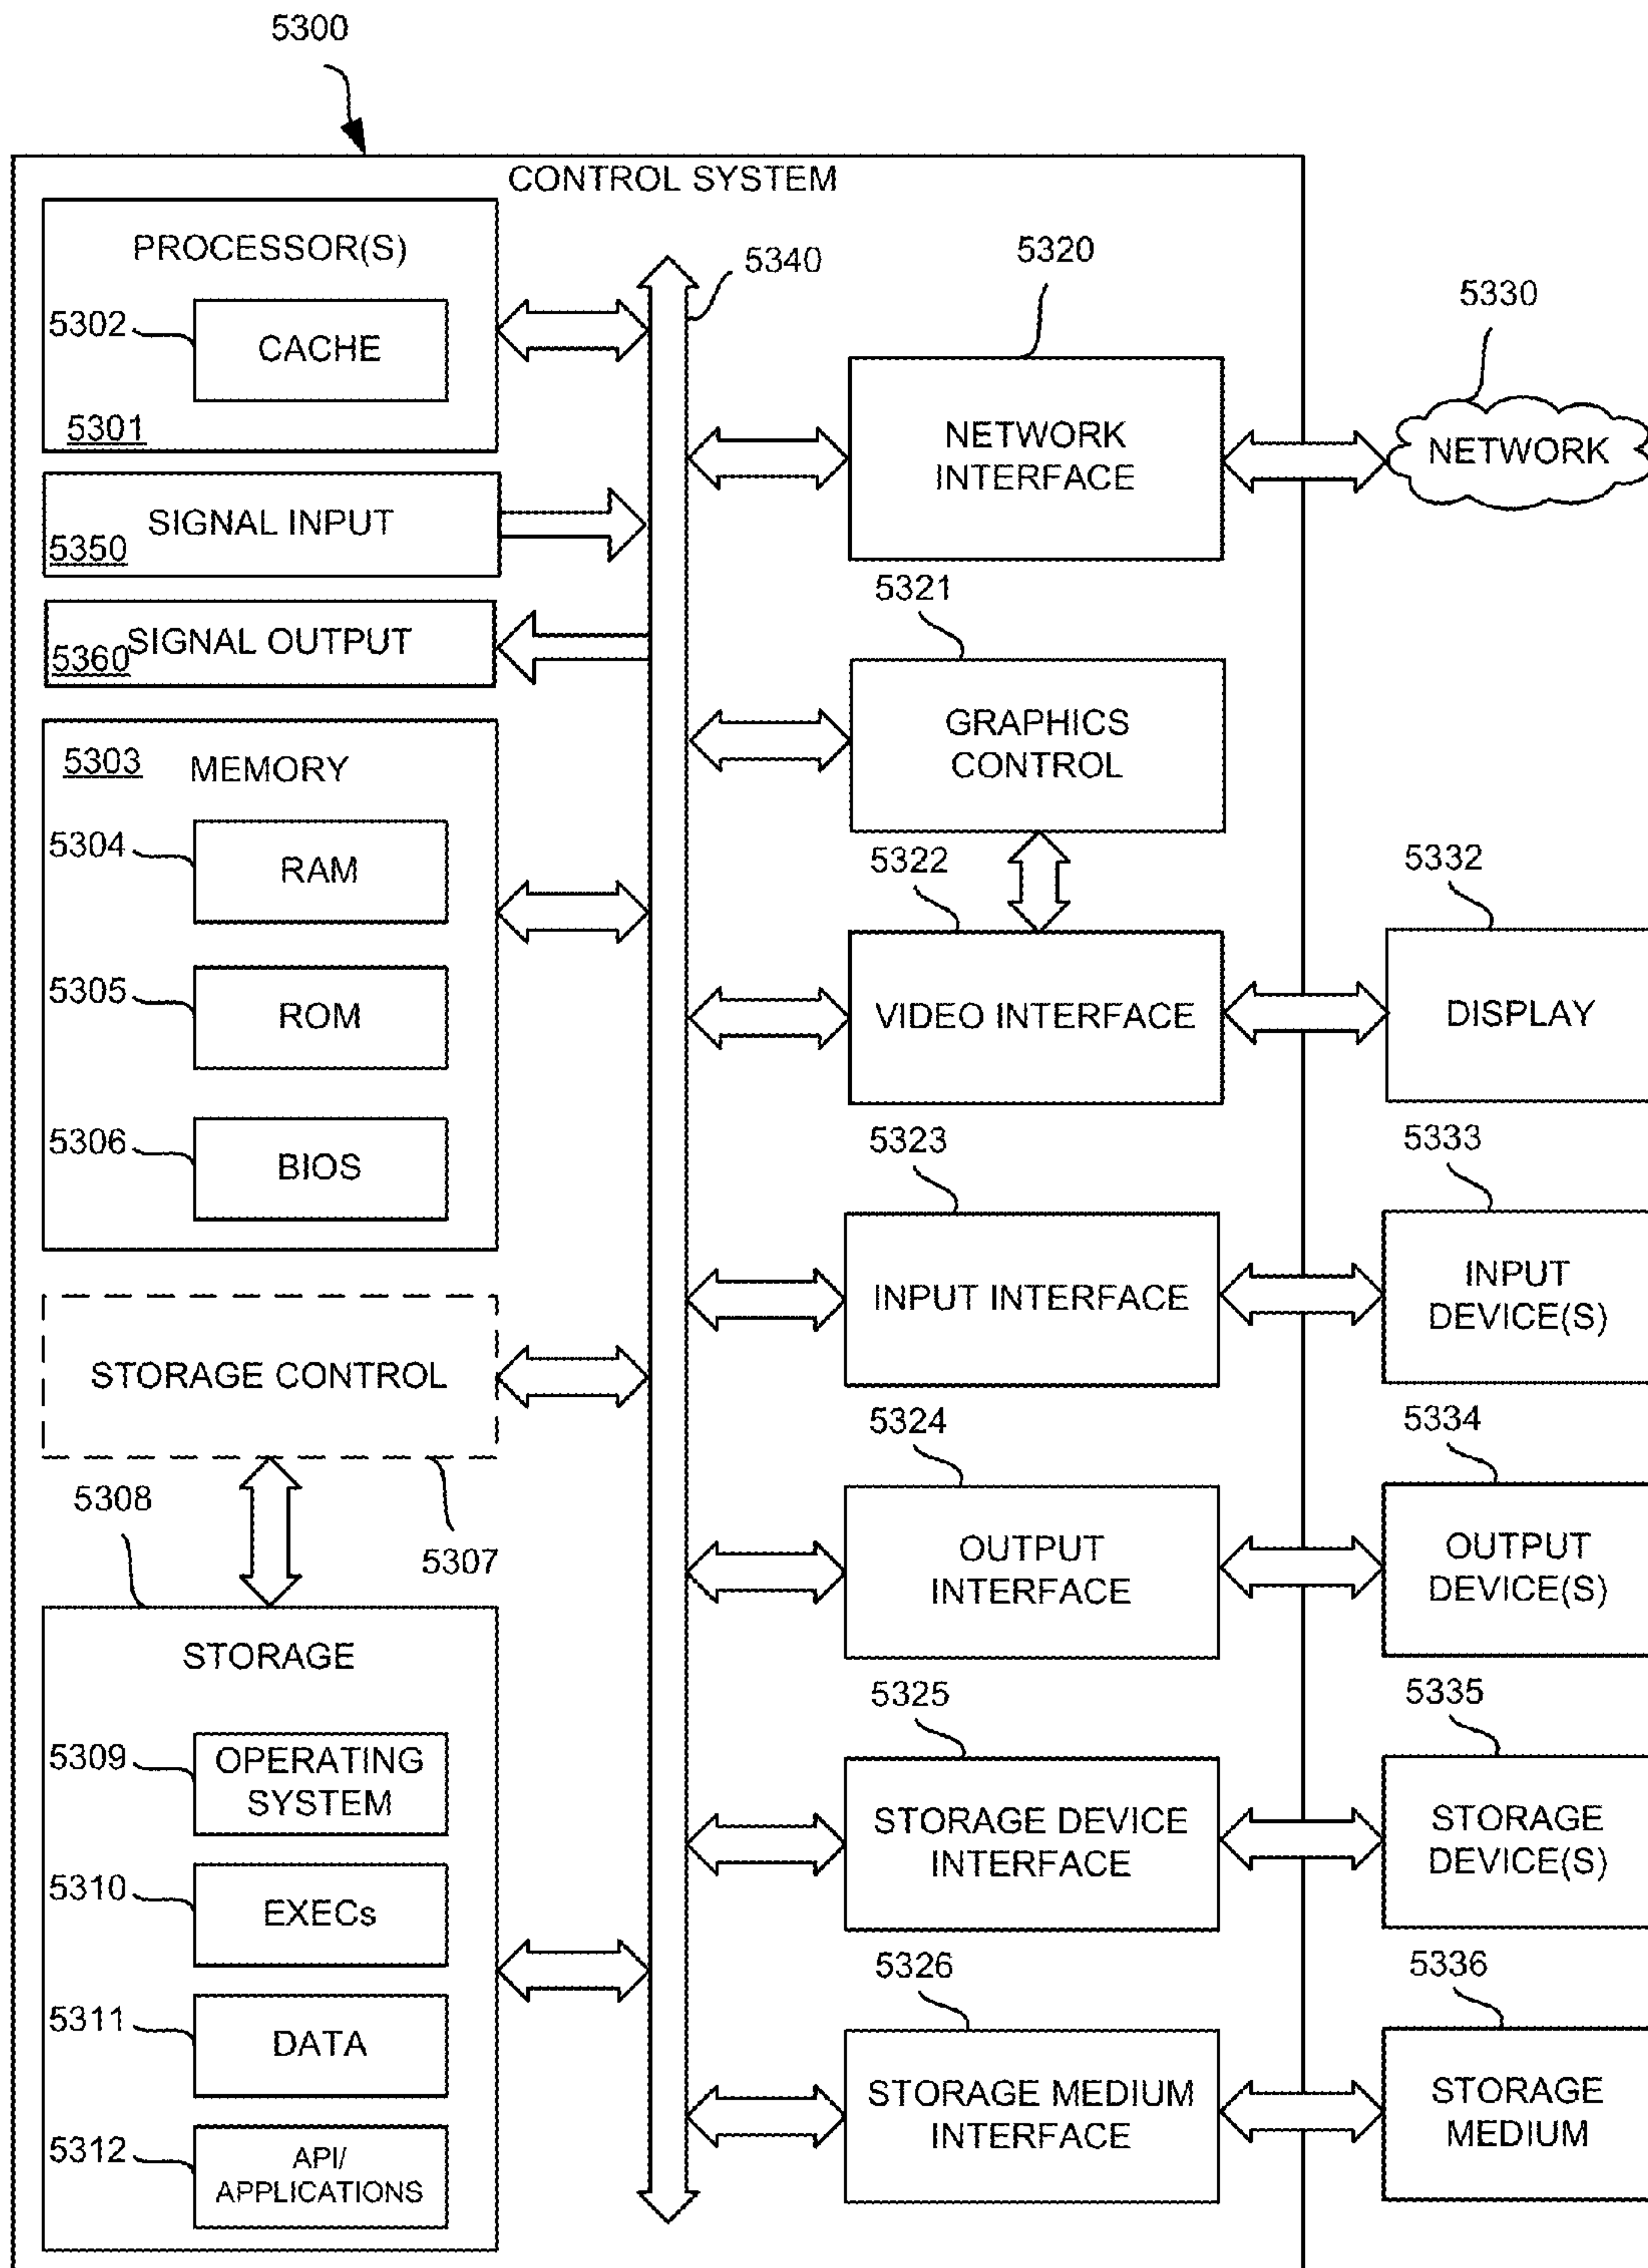 5300
CONTROL SYSTEM
PROCESSOR(S)
5302
CACHE
5301
SIGNAL INPUT
5350
SIGNAL OUTPUT
5360
5303
MEMORY
5304
RAM
5305
ROM
5306
BIOS
STORAGE CONTROL
5308
5307
STORAGE
5309
OPERATING
SYSTEM
5310
EXECs
5311
DATA
5312
API/
APPLICATIONS
5340
5320
NETWORK
INTERFACE
5330
NETWORK
5321
GRAPHICS
CONTROL
5322
VIDEO INTERFACE
5332
DISPLAY
5323
INPUT INTERFACE
5333
INPUT
DEVICE(S)
5324
OUTPUT
INTERFACE
5334
OUTPUT
DEVICE(S)
5325
STORAGE DEVICE
INTERFACE
5335
STORAGE
DEVICE(S)
5326
STORAGE MEDIUM
INTERFACE
5336
STORAGE
MEDIUM